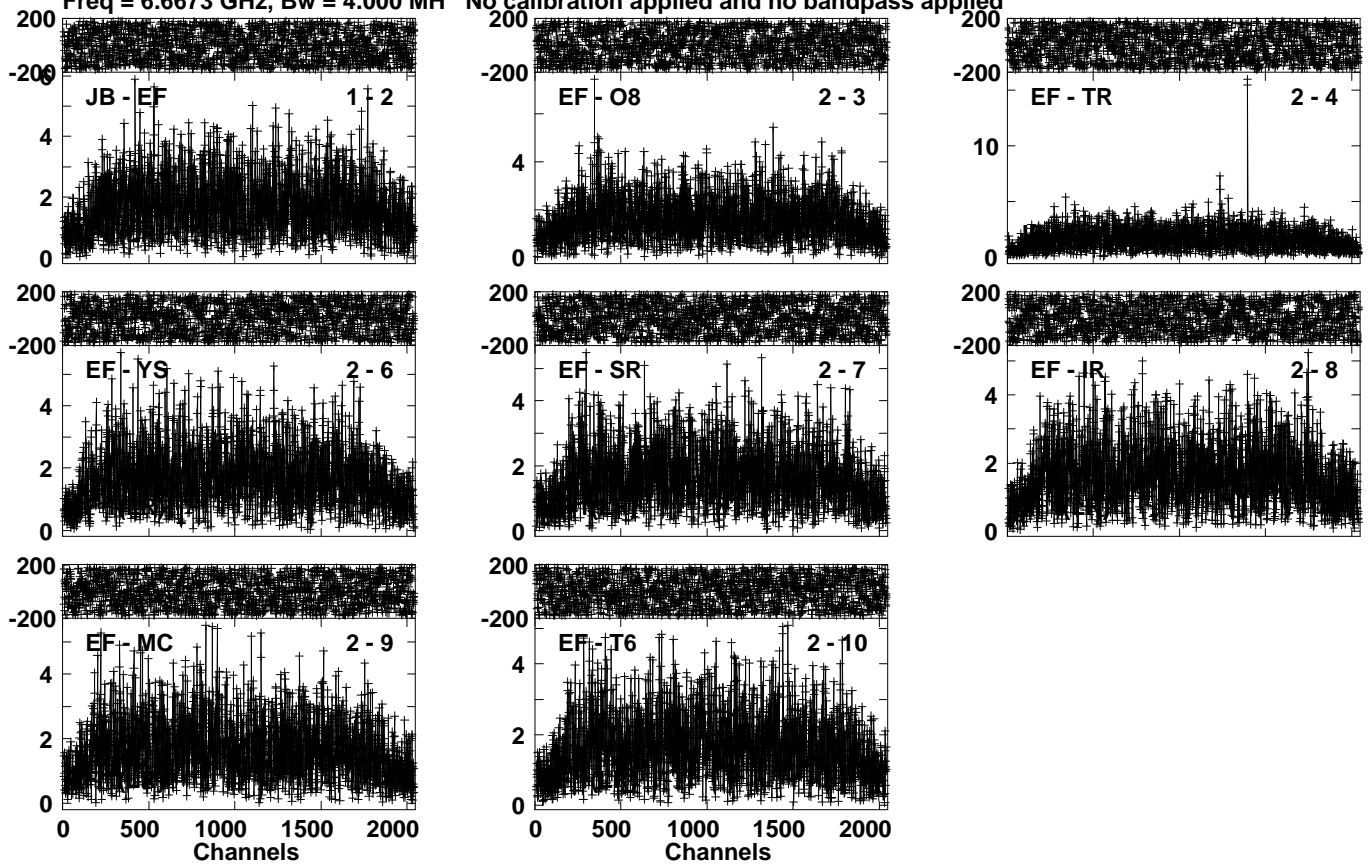 Freq = 6.6673 GHz, Bw = 4.000 MH No calibration applied and no bandpass applied
200 200 200
-200 -200 -200
6
JB - EF 1 - 2 EF - O8 2 - 3 EF - TR 2 - 4
4 4 10
2
0 0 0
200 200 200
-200 -200 -200
EF - YS 2 - 6 EF - SR 2 - 7 EF - IR 2 - 8
4 4 4
2 2 2
0 0 0
200 200
-200 -200
EF - MC 2 - 9 EF - T6 2 - 10
4 4
2 2
0 0
0 500 1000 1500 2000 0 500 1000 1500 2000
Channels Channels